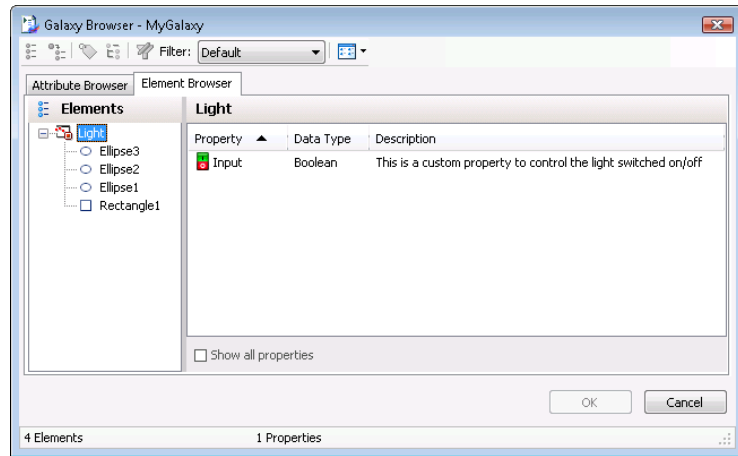 Galaxy Browser - MyGalaxy
Filter: Default
Attribute Browser Element Browser
Elements Light
Light
Ellipse3
Ellipse2
Ellipse1
Rectangle1
Property Data Type Description
Input Boolean This is a custom property to control the light switched on/off
Show all properties
OK Cancel
4 Elements 1 Properties